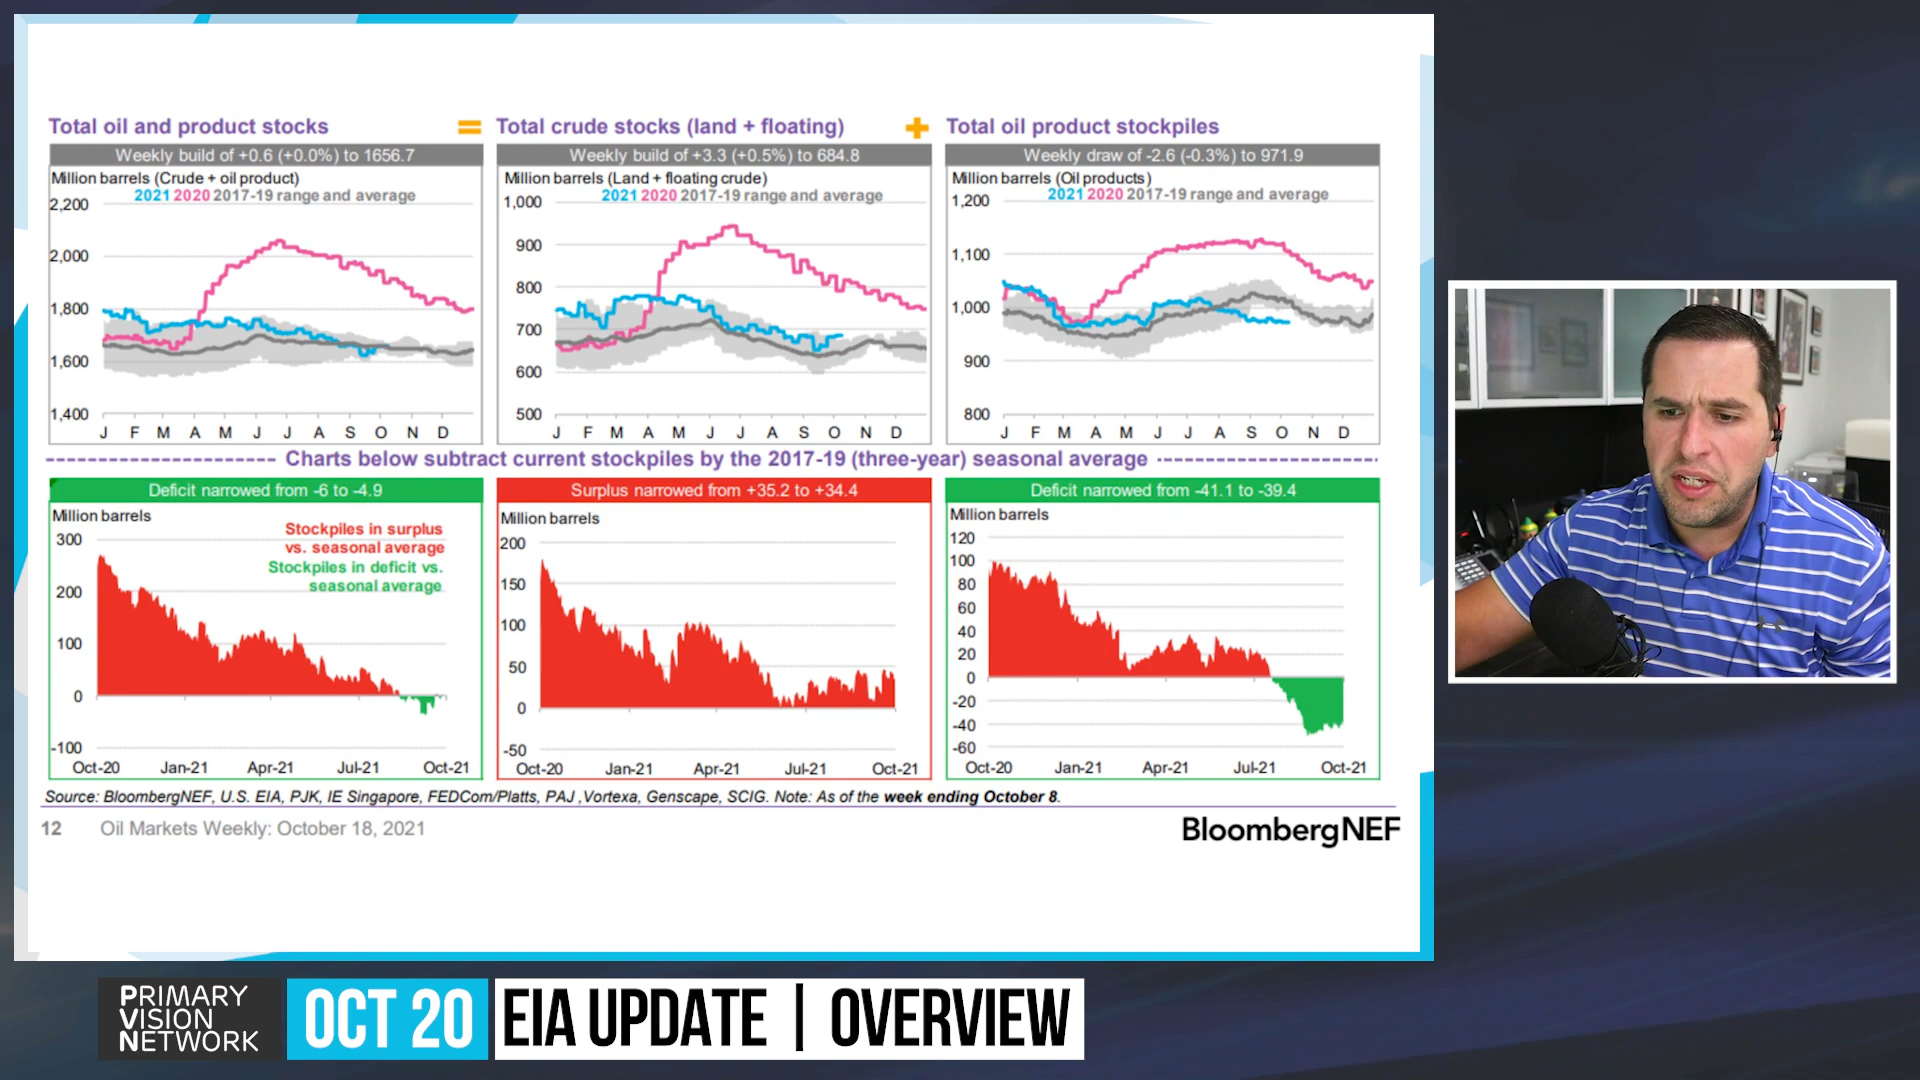 Total oil and product stocks = Total crude stocks (land + floating) + Total oil product stockpiles
Weekly build of +0.6 (+0.0%) to 1656.7
Million barrels (Crude + oil product)
2021 2020 2017-19 range and average
2,200
2,000
1,800
1,600
1,400
J F M A M J J A S O N D
Weekly build of +3.3 (+0.5%) to 684.8
Million barrels (Land + floating crude)
2021 2020 2017-19 range and average
1,000
900
800
700
600
500
J F M A M J J A S O N D
Weekly draw of -2.6 (-0.3%) to 971.9
Million barrels (Oil products)
2021 2020 2017-19 range and average
1,200
1,100
1,000
900
800
J F M A M J J A S O N D
Charts below subtract current stockpiles by the 2017-19 (three-year) seasonal average
Deficit narrowed from -6 to -4.9
Million barrels
Stockpiles in surplus
vs. seasonal average
Stockpiles in deficit vs.
seasonal average
300
200
100
0
-100
Oct-20 Jan-21 Apr-21 Jul-21 Oct-21
Surplus narrowed from +35.2 to +34.4
Million barrels
200
150
100
50
0
-50
Oct-20 Jan-21 Apr-21 Jul-21 Oct-21
Deficit narrowed from -41.1 to -39.4
Million barrels
120
100
80
60
40
20
0
-20
-40
-60
Oct-20 Jan-21 Apr-21 Jul-21 Oct-21
Source: BloombergNEF, U.S. EIA, PJK, IE Singapore, FEDCom/Platts, PAJ ,Vortexa, Genscape, SCIG. Note: As of the week ending October 8.
12 Oil Markets Weekly: October 18, 2021
BloombergNEF
PRIMARY
VISION
NETWORK
OCT 20
EIA UPDATE | OVERVIEW